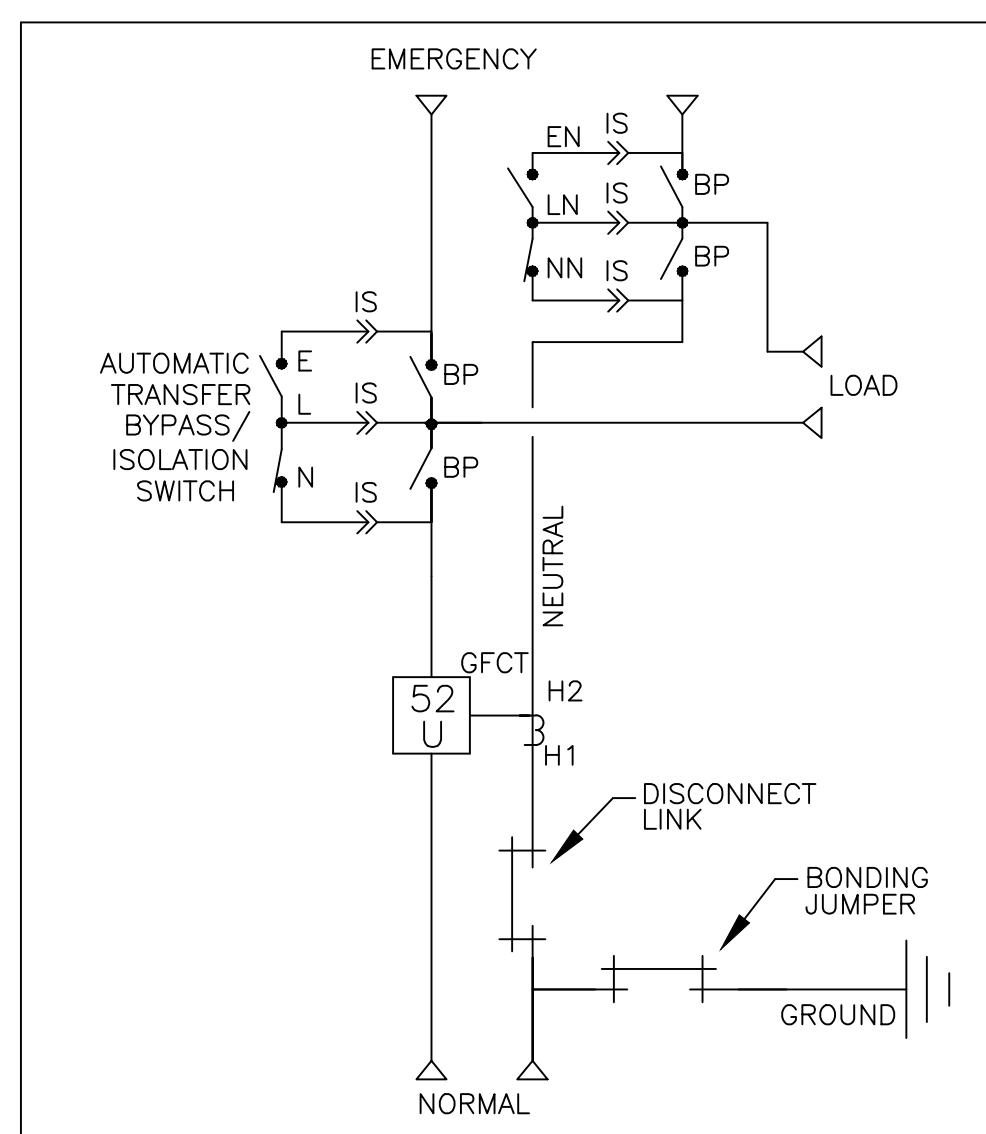 EMERGENCY
EN
IS
BP
LN
IS
BP
NN
IS
IS
AUTOMATIC
TRANSFER
BYPASS/
ISOLATION
SWITCH
E
BP
L
IS
LOAD
N
BP
IS
NEUTRAL
GFCT
52
U
H2
H1
DISCONNECT
LINK
BONDING
JUMPER
GROUND
NORMAL